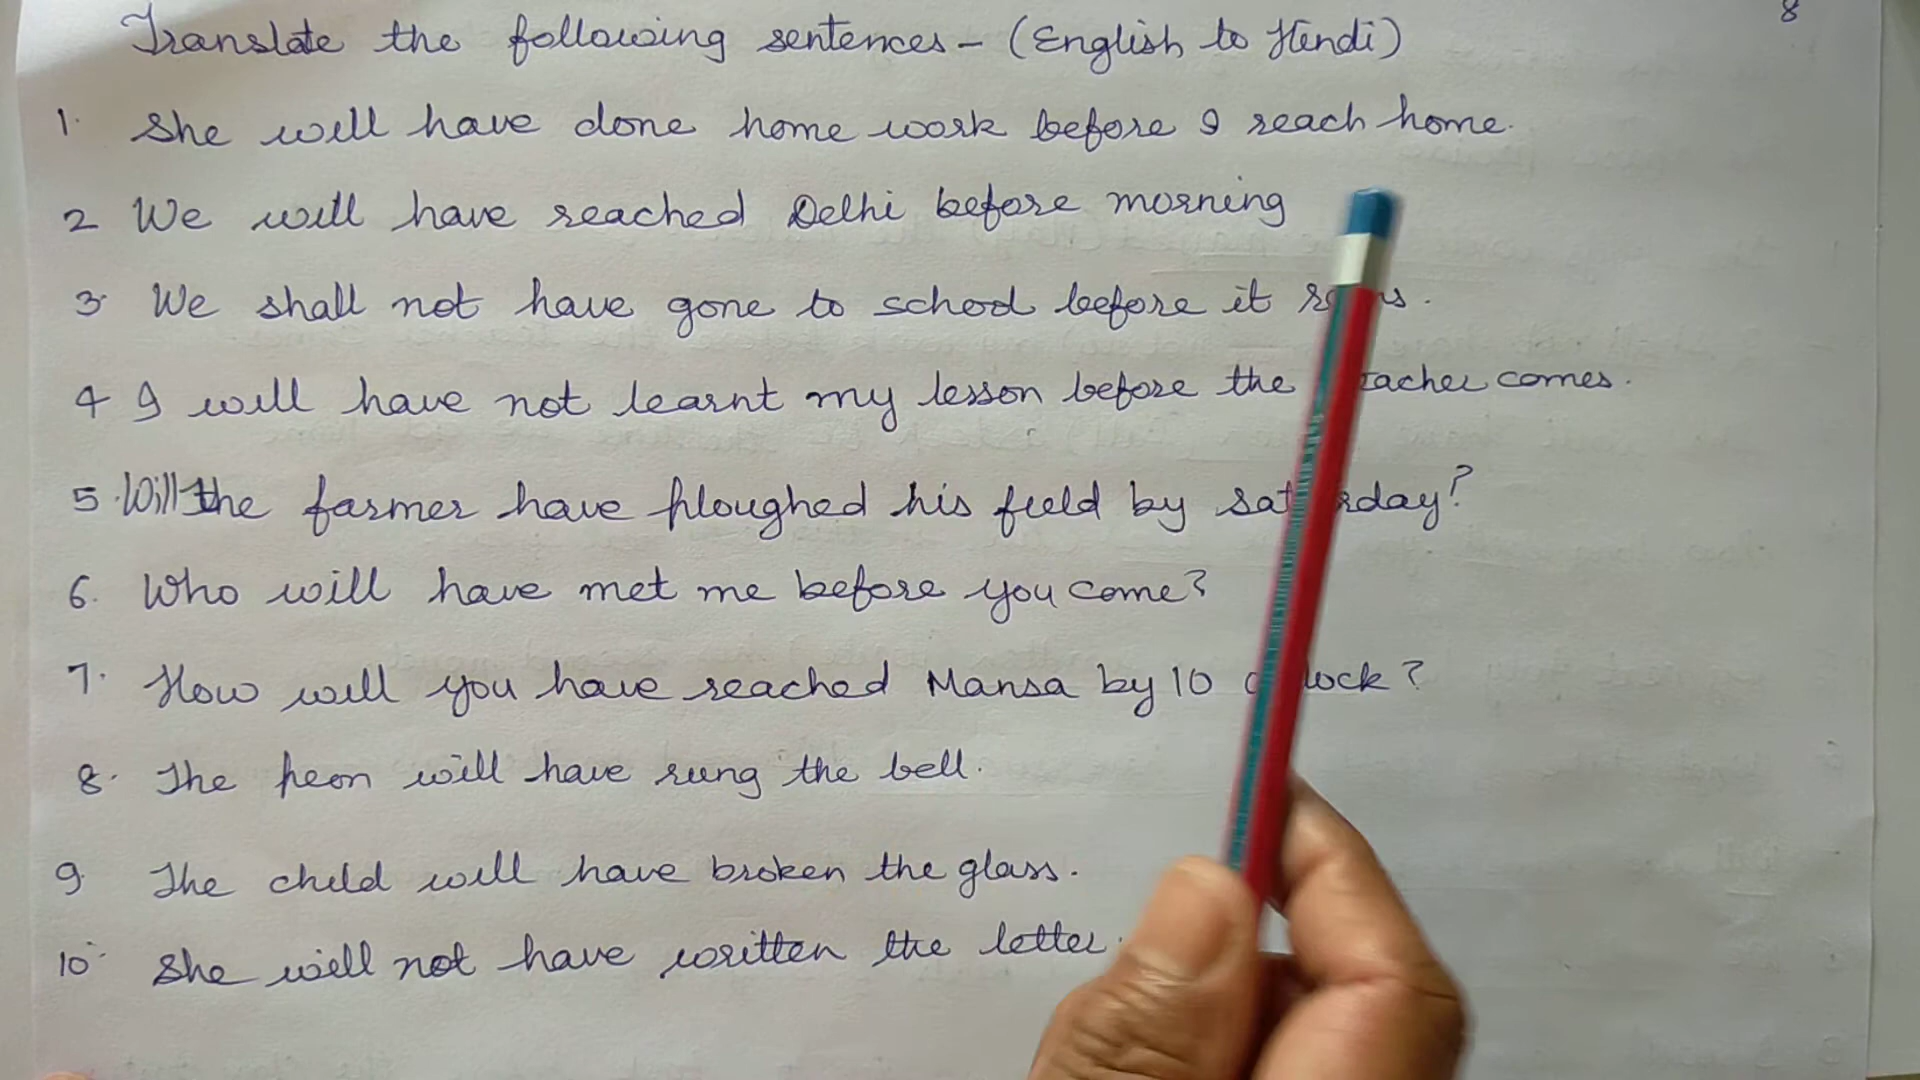 8
Translate the following sentences - (English to Hindi)
1. She will have done home work before I reach home.
2 We will have reached Delhi before morning
3. We shall not have gone to school before it
4 I will have not learnt my lesson before the comes.
5. Will the farmer have ploughed his field by
6. Who will have met me before you come?
7. How will you have reached Mansa by 10
8. The peon will have rung the bell.
9 The child will have broken the glass.
10. She will not have written the letter.